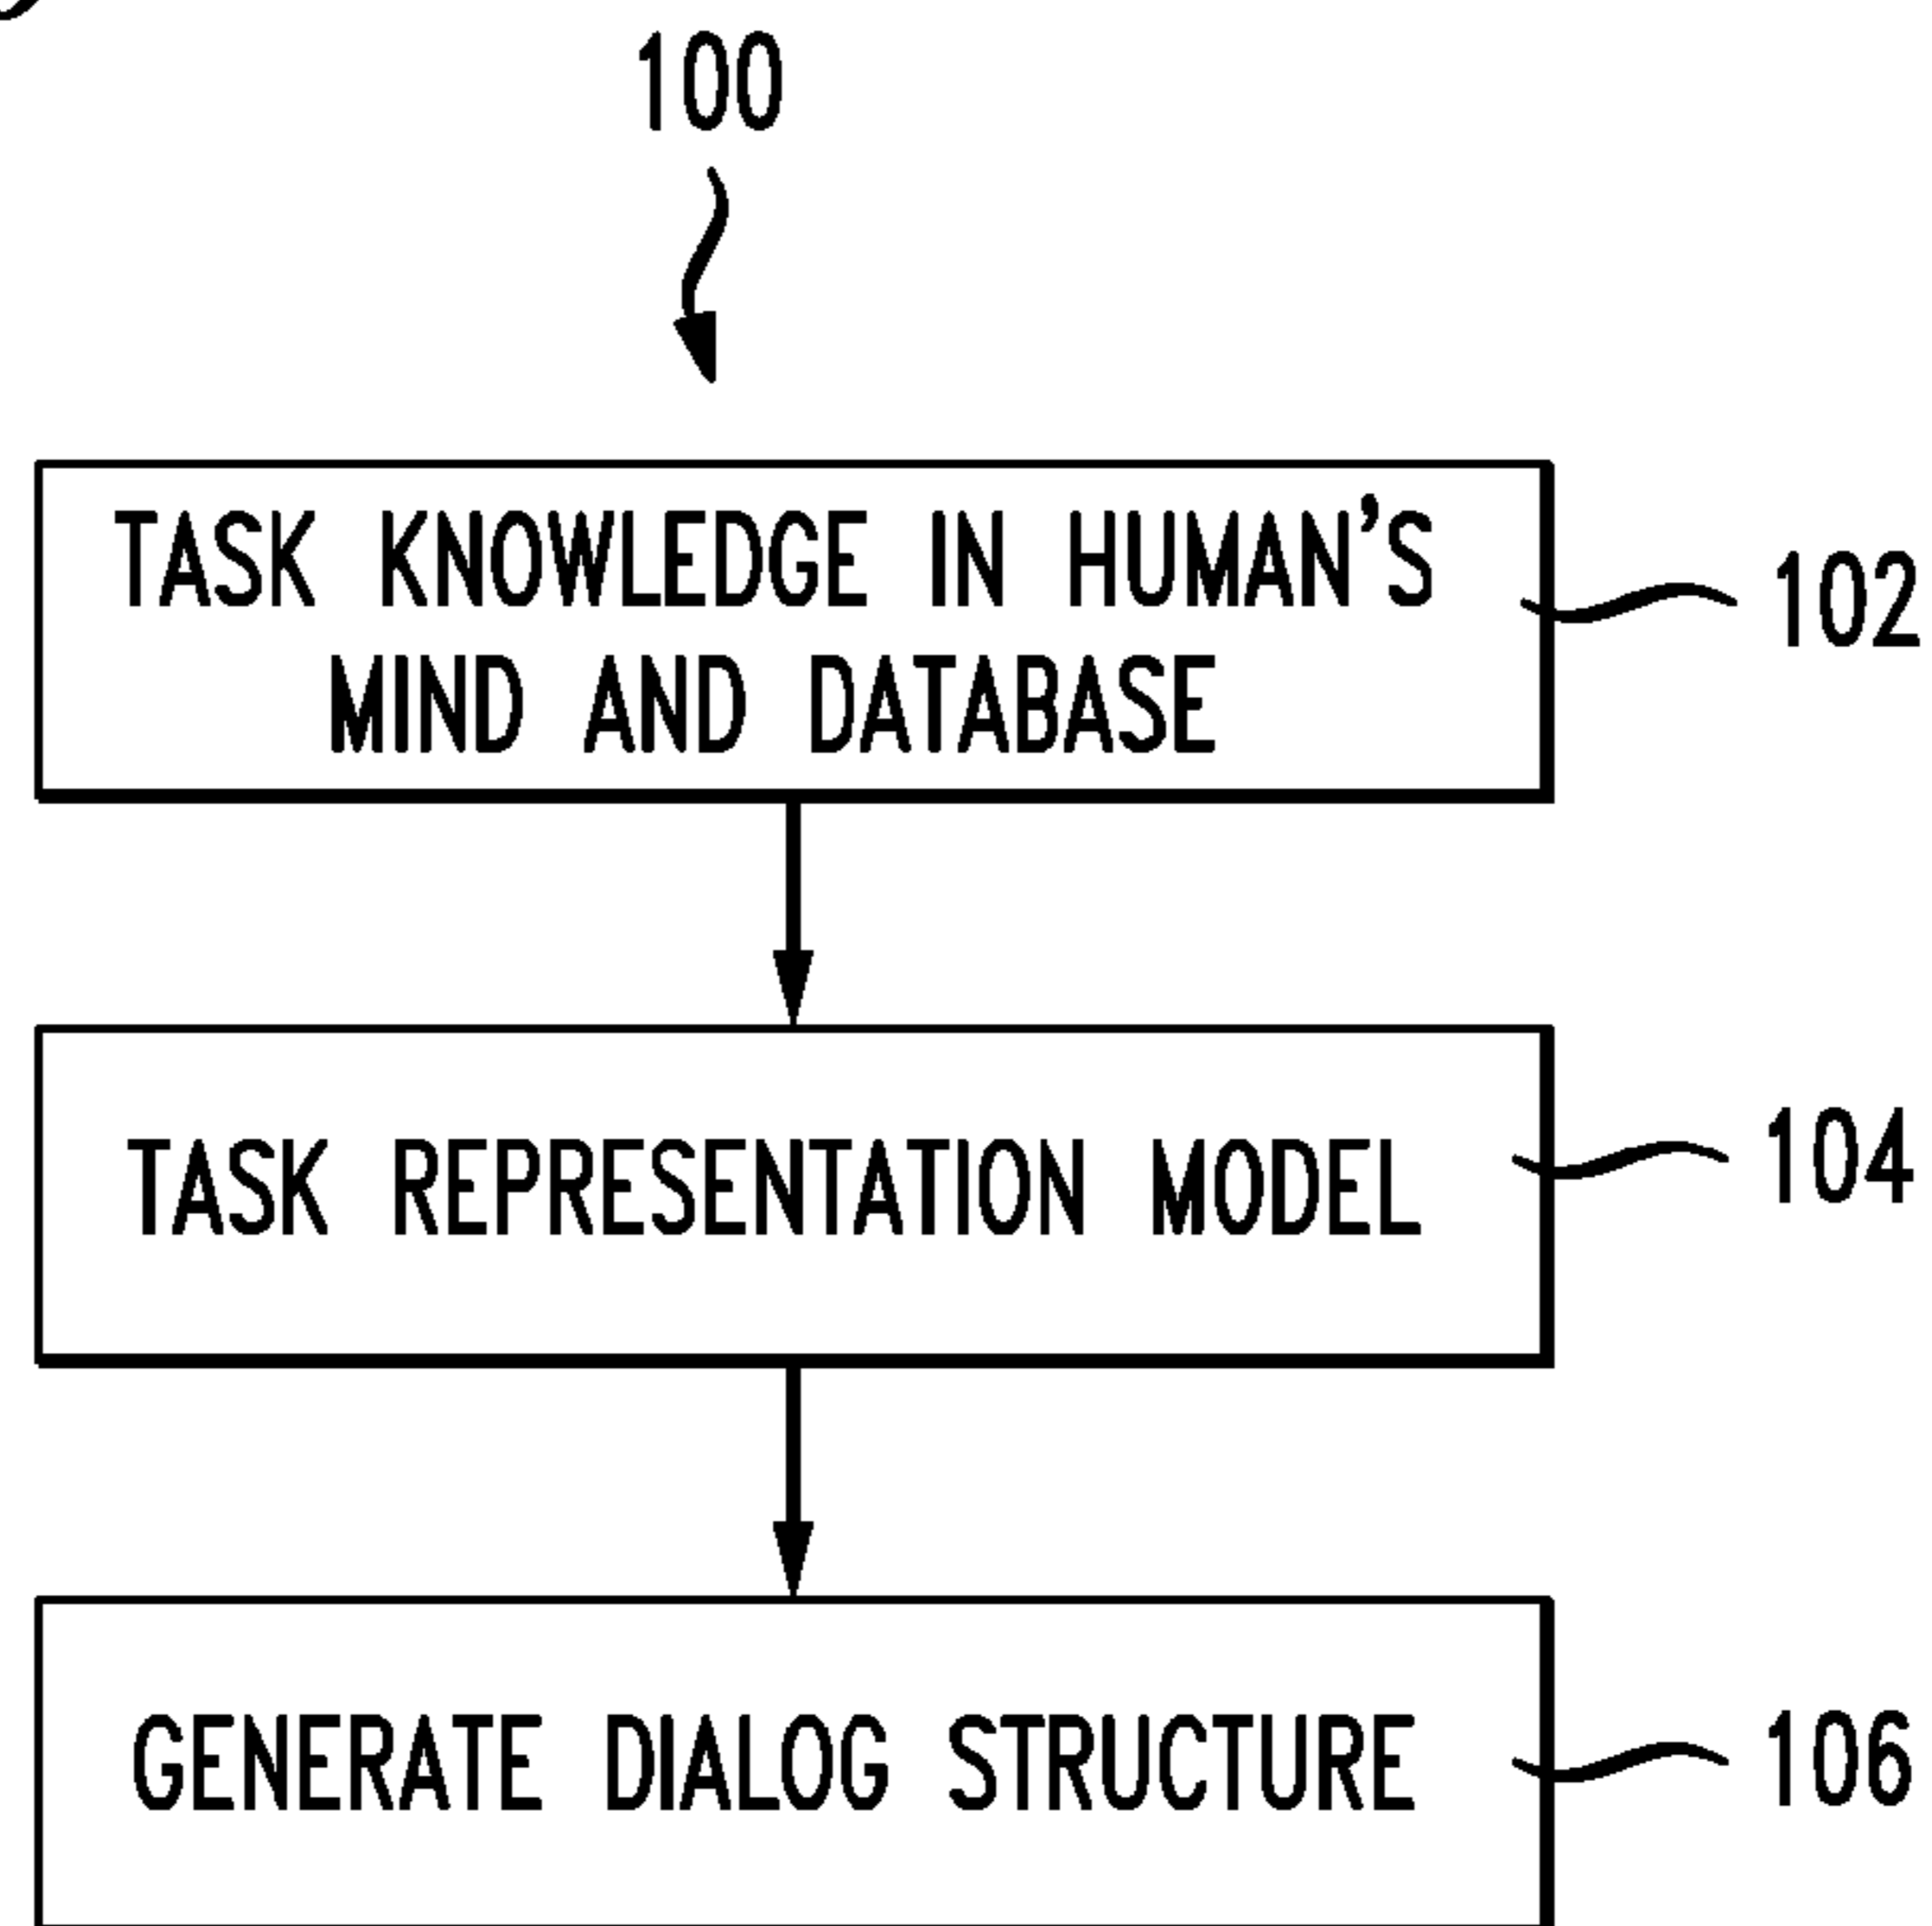 100
TASK KNOWLEDGE IN HUMAN'S
MIND AND DATABASE
102
TASK REPRESENTATION MODEL
104
GENERATE DIALOG STRUCTURE
106